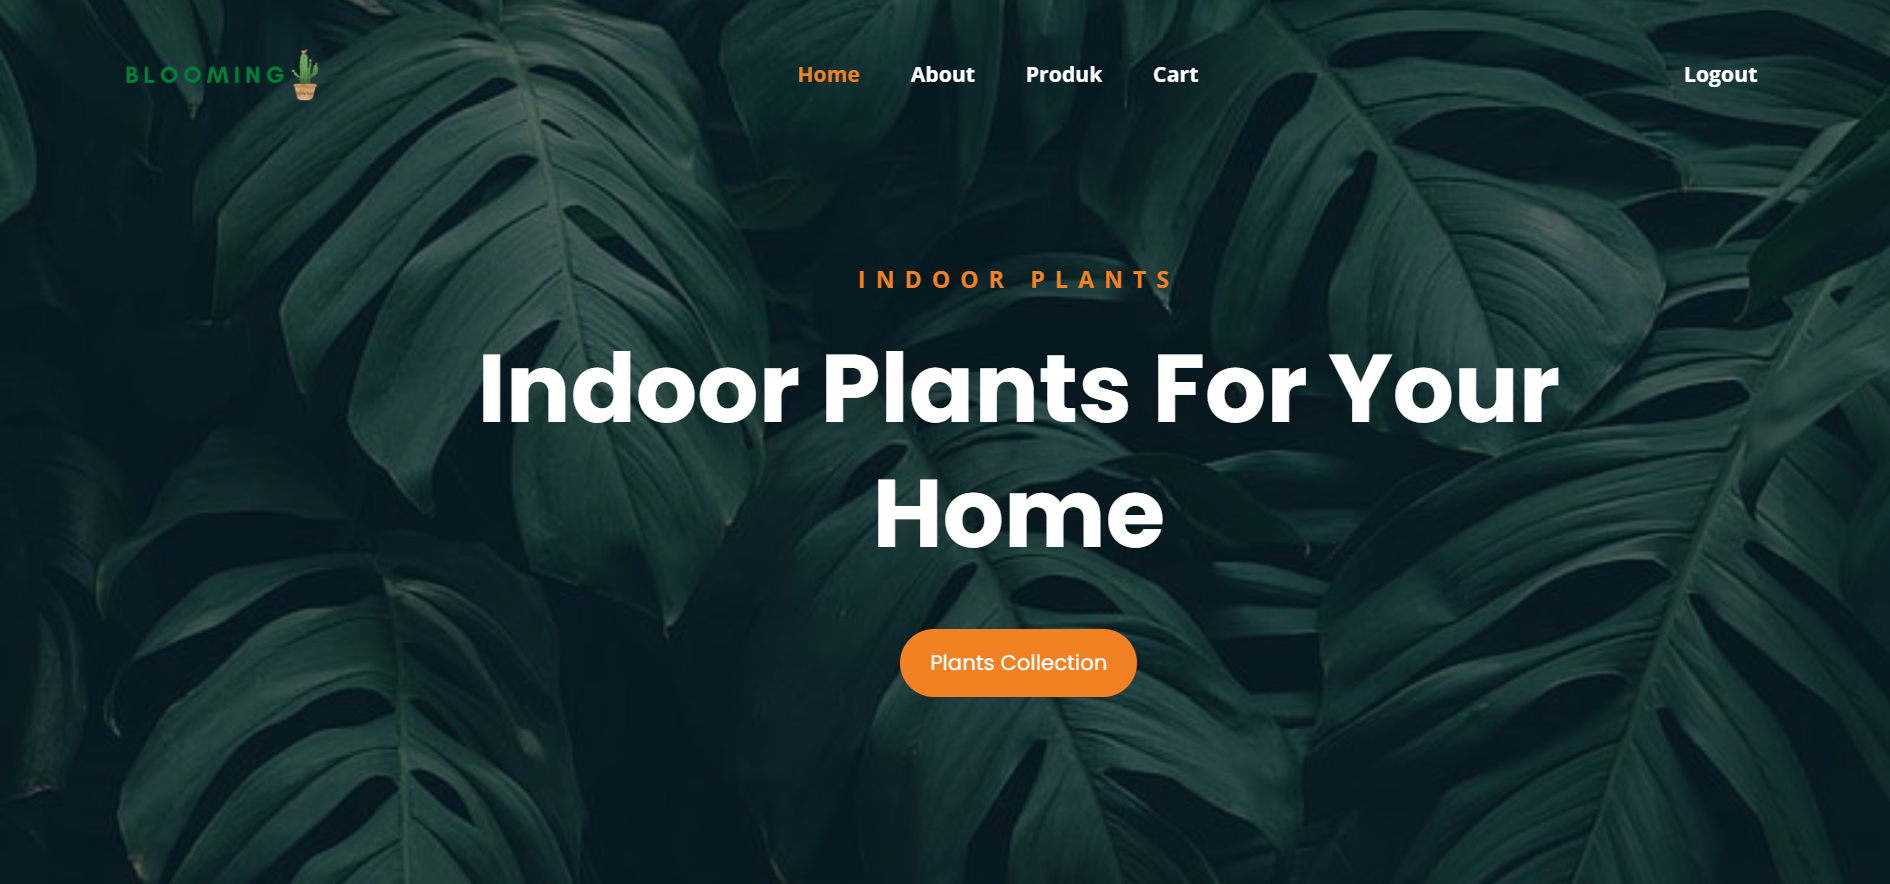 BLOOMING
Home About Produk Cart Logout
INDOOR PLANTS
Indoor Plants For Your
Home
Plants Collection